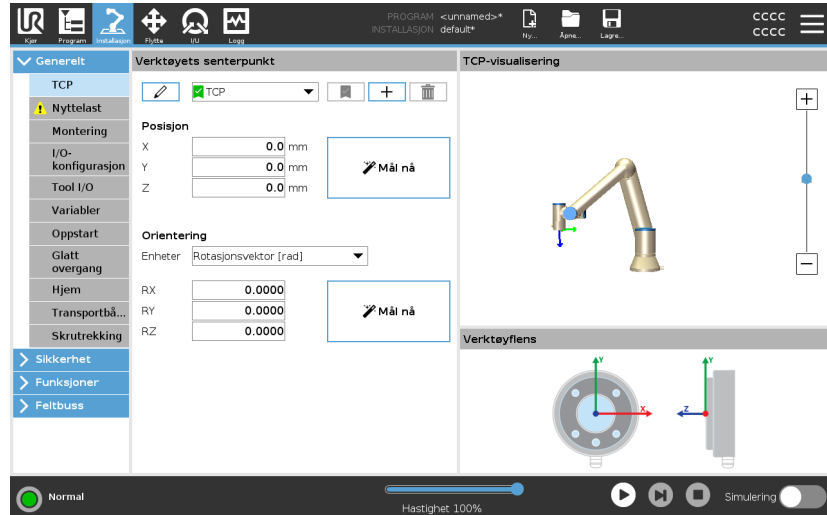 UR
PROGRAM <unnamed>*
INSTALLASJON default*
CCCC
CCCC
Kjør Program Installasjon Flytte I/U Logg Ny... Åpne... Lagre...
Generelt
TCP
Nyttelast
Montering
I/O-
konfigurasjon
Tool I/O
Variabler
Oppstart
Glatt
overgang
Hjem
Transportbå...
Skrutrekking
Sikkerhet
Funksjoner
Feltbuss
Verktøyets senterpunkt
TCP
Posisjon
X 0.0 mm
Y 0.0 mm
Z 0.0 mm
Mål nå
Orientering
Enheter Rotasjonsvektor [rad]
RX 0.0000
RY 0.0000
RZ 0.0000
Mål nå
TCP-visualisering
Verktøyflens
Y
X
Y
Z
Normal
Hastighet 100%
Simulering